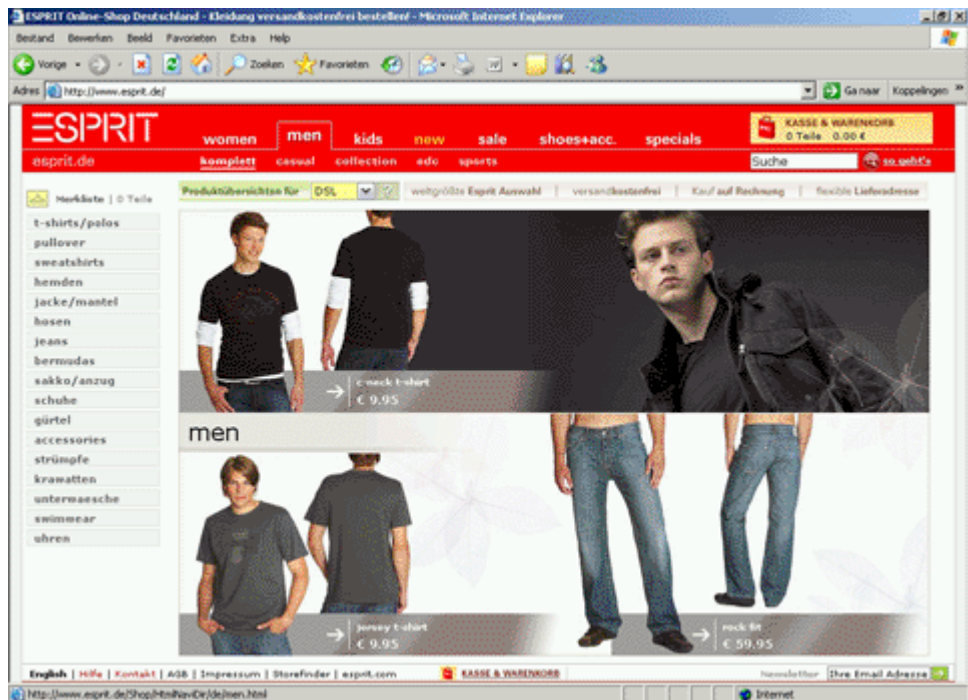 ESPRIT Online-Shop Deutschland - Kleidung versandkostenfrei bestellen! - Microsoft Internet Explorer
Bestand Bewerken Beeld Favorieten Extra Help
Vorige Zoeken Favorieten
Adres http://www.esprit.de/ Ga naar Koppelingen »
ESPRIT
women men kids new sale shoes+acc. specials
KASSE & WARENKORB
0 Teile 0.00 €
esprit.de komplett casual collection edc sports Suche so geht's
Merkliste | 0 Teile
Produktübersichten für DSL ? weltgrößte Esprit Auswahl | versandkostenfrei | Kauf auf Rechnung | flexible Lieferadresse
t-shirts/polos
pullover
sweatshirts
hemden
jacke/mantel
hosen
jeans
bermudas
sakko/anzug
schuhe
gürtel
accessories
strümpfe
krawatten
unterwaesche
swimwear
uhren
c-neck t-shirt
€ 9.95
men
jersey t-shirt
€ 9.95
rock fit
€ 59.95
English | Hilfe | Kontakt | AGB | Impressum | Storefinder | esprit.com KASSE & WARENKORB Newsletter Ihre Email Adresse
http://www.esprit.de/Shop/HtmlNaviDir/de/men.html Internet